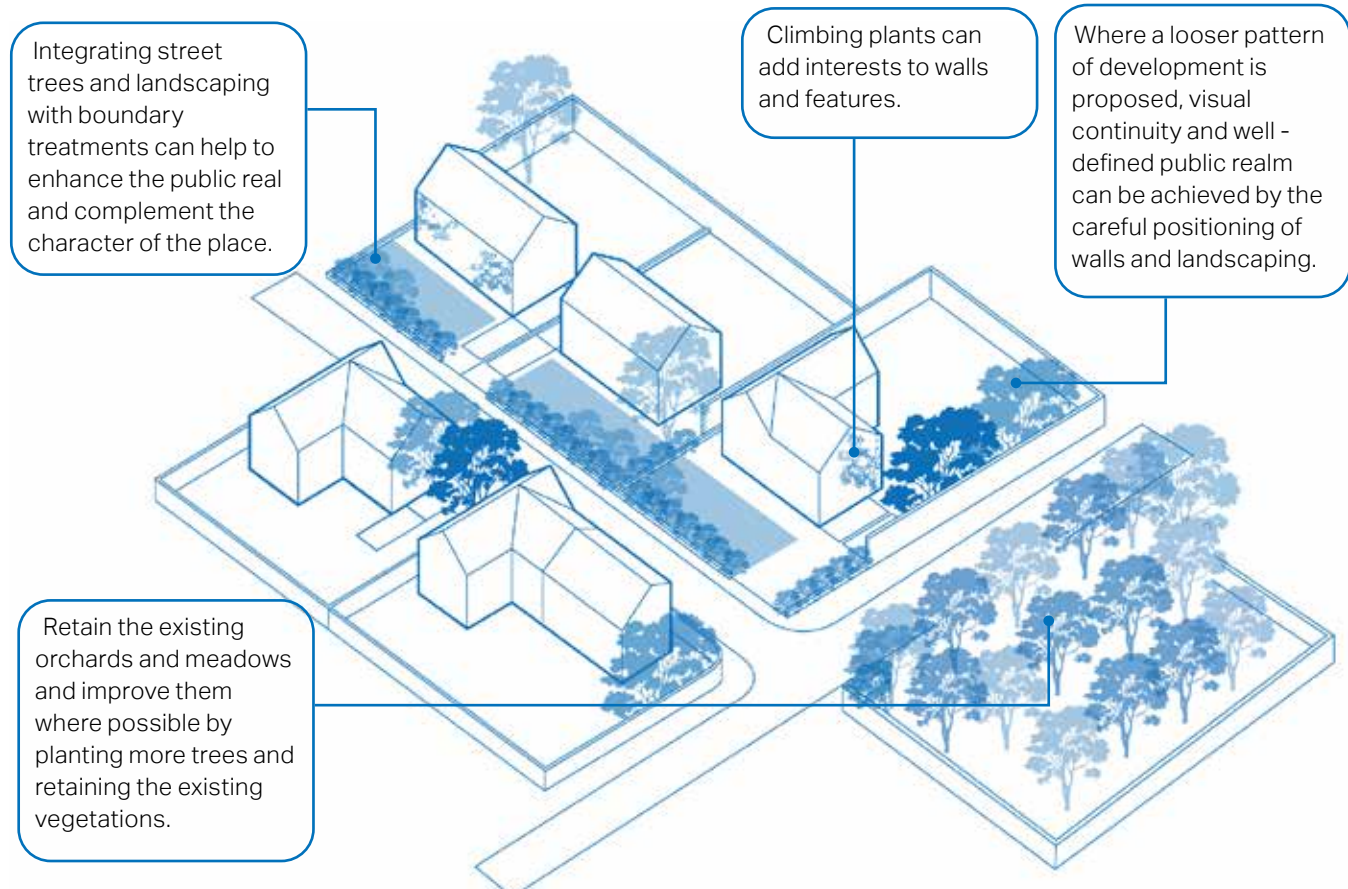 Integrating street
trees and landscaping
with boundary
treatments can help to
enhance the public real
and complement the
character of the place.
Climbing plants can
add interests to walls
and features.
Where a looser pattern
of development is
proposed, visual
continuity and well -
defined public realm
can be achieved by the
careful positioning of
walls and landscaping.
Retain the existing
orchards and meadows
and improve them
where possible by
planting more trees and
retaining the existing
vegetations.